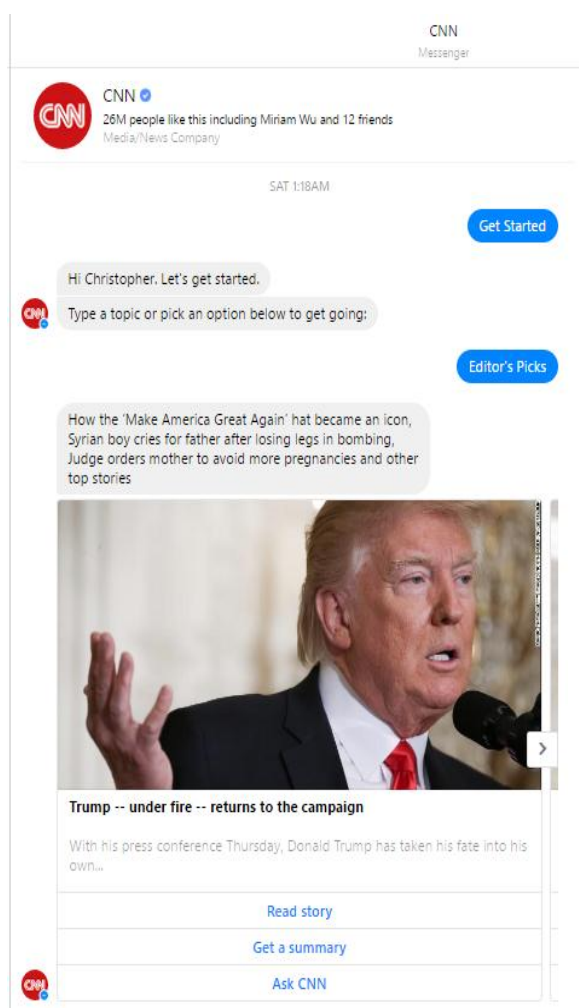 CNN
Messenger
CNN
CNN
26M people like this including Miriam Wu and 12 friends
Media/News Company
SAT 1:18AM
Get Started
Hi Christopher. Let's get started.
CNN
Type a topic or pick an option below to get going:
Editor's Picks
How the 'Make America Great Again' hat became an icon,
Syrian boy cries for father after losing legs in bombing,
Judge orders mother to avoid more pregnancies and other
top stories
Trump -- under fire -- returns to the campaign
With his press conference Thursday, Donald Trump has taken his fate into his
own...
Read story
Get a summary
CNN
Ask CNN